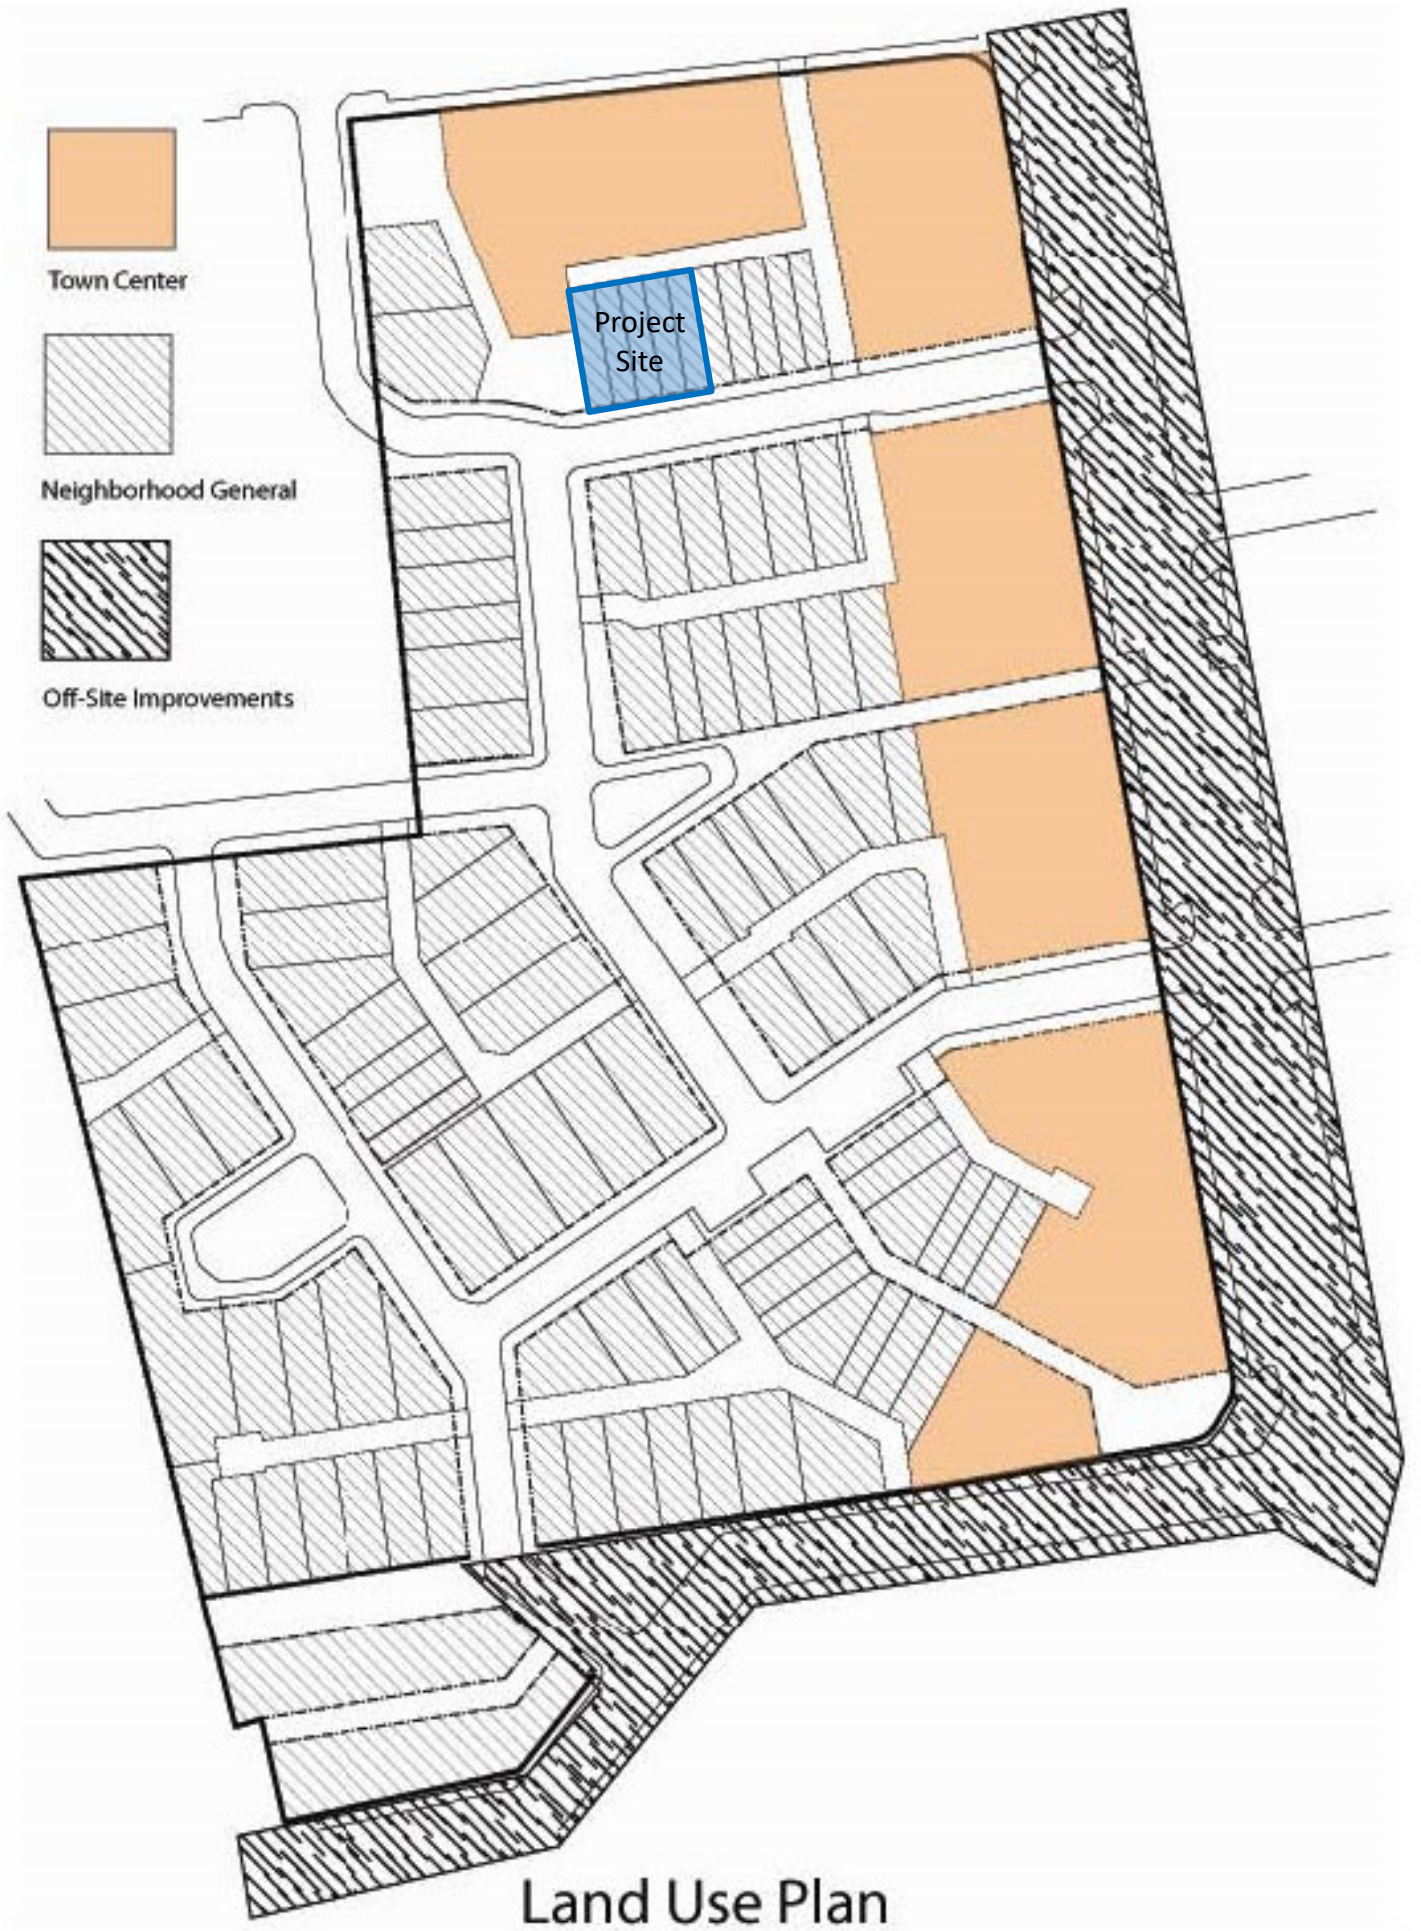 Town Center
Project
Site
Neighborhood General
Off-Site Improvements
Land Use Plan